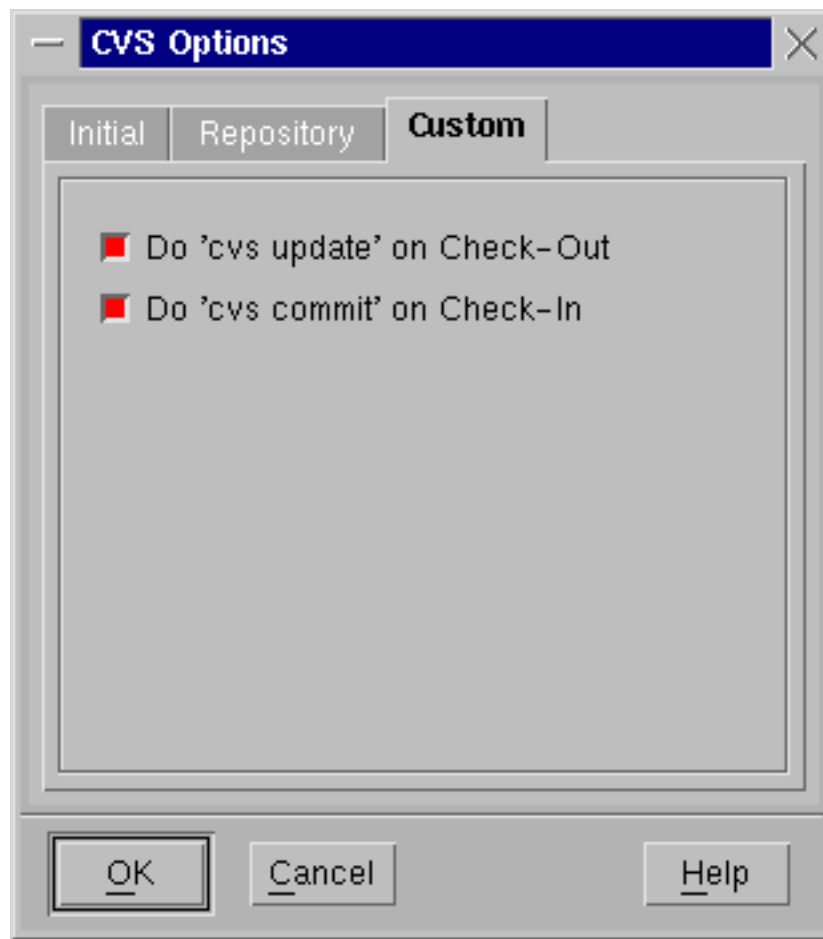 CVS Options
Initial Repository Custom
Do 'cvs update' on Check-Out
Do 'cvs commit' on Check-In
OK Cancel Help